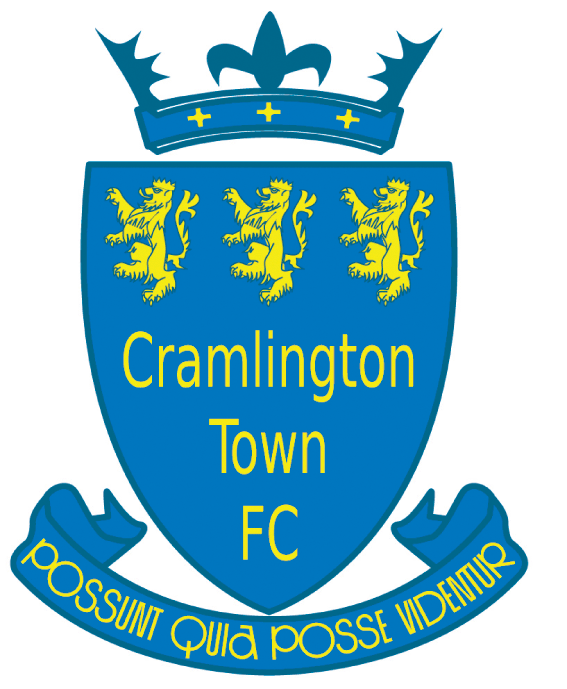 Cramlington
Town
FC
POSSUNT QUIA POSSE VIDENTUR